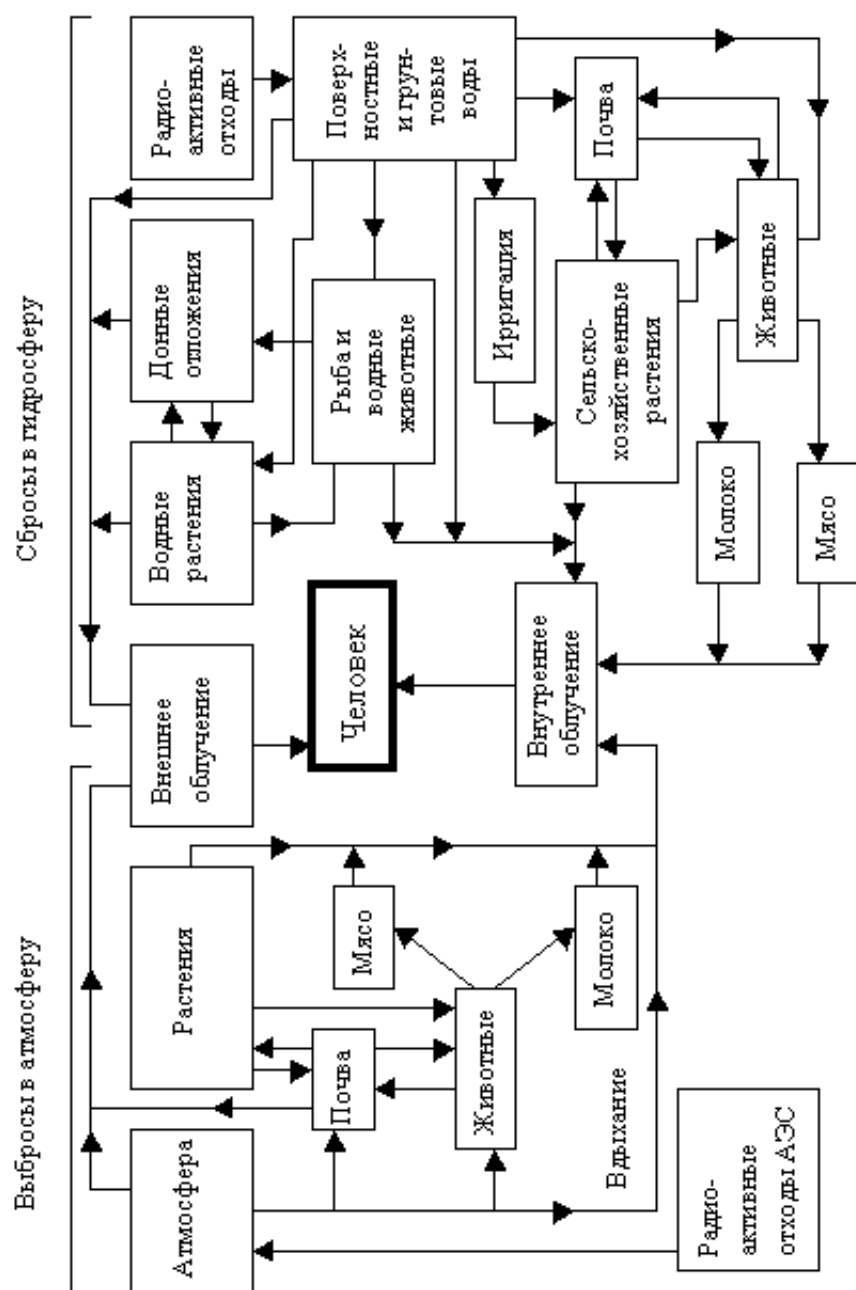 Выбросы в атмосферу
Сбросы в гидросферу
Атмосфера
Растения
Внешнее
облучение
Водные
растения
Донные
отложения
Радио-
активные
отходы
Почва
Мясо
Человек
Рыба и
водные
животные
Поверх-
ностные
и грун-
товые
воды
Животные
Молоко
Внутреннее
облучение
Ирригация
Вдыхание
Сельско-
хозяйственные
растения
Почва
Радио-
активные
отходы АЭС
Молоко
Животные
Мясо